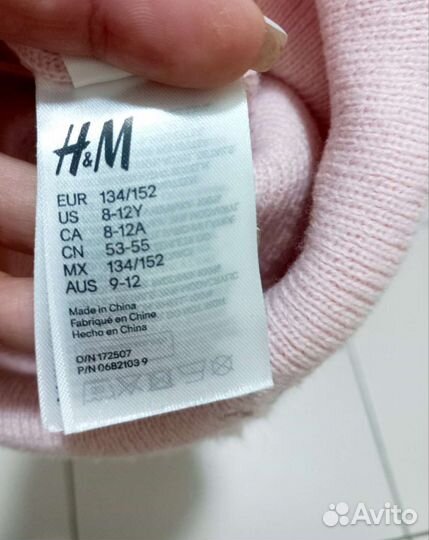 H&M
EUR 134/152
US 8-12Y
CA 8-12A
CN 53-55
MX 134/152
AUS 9-12
Made in China
Fabriqué en Chine
Hecho en China
O/N 172507
P/N 0682103 9
Avito